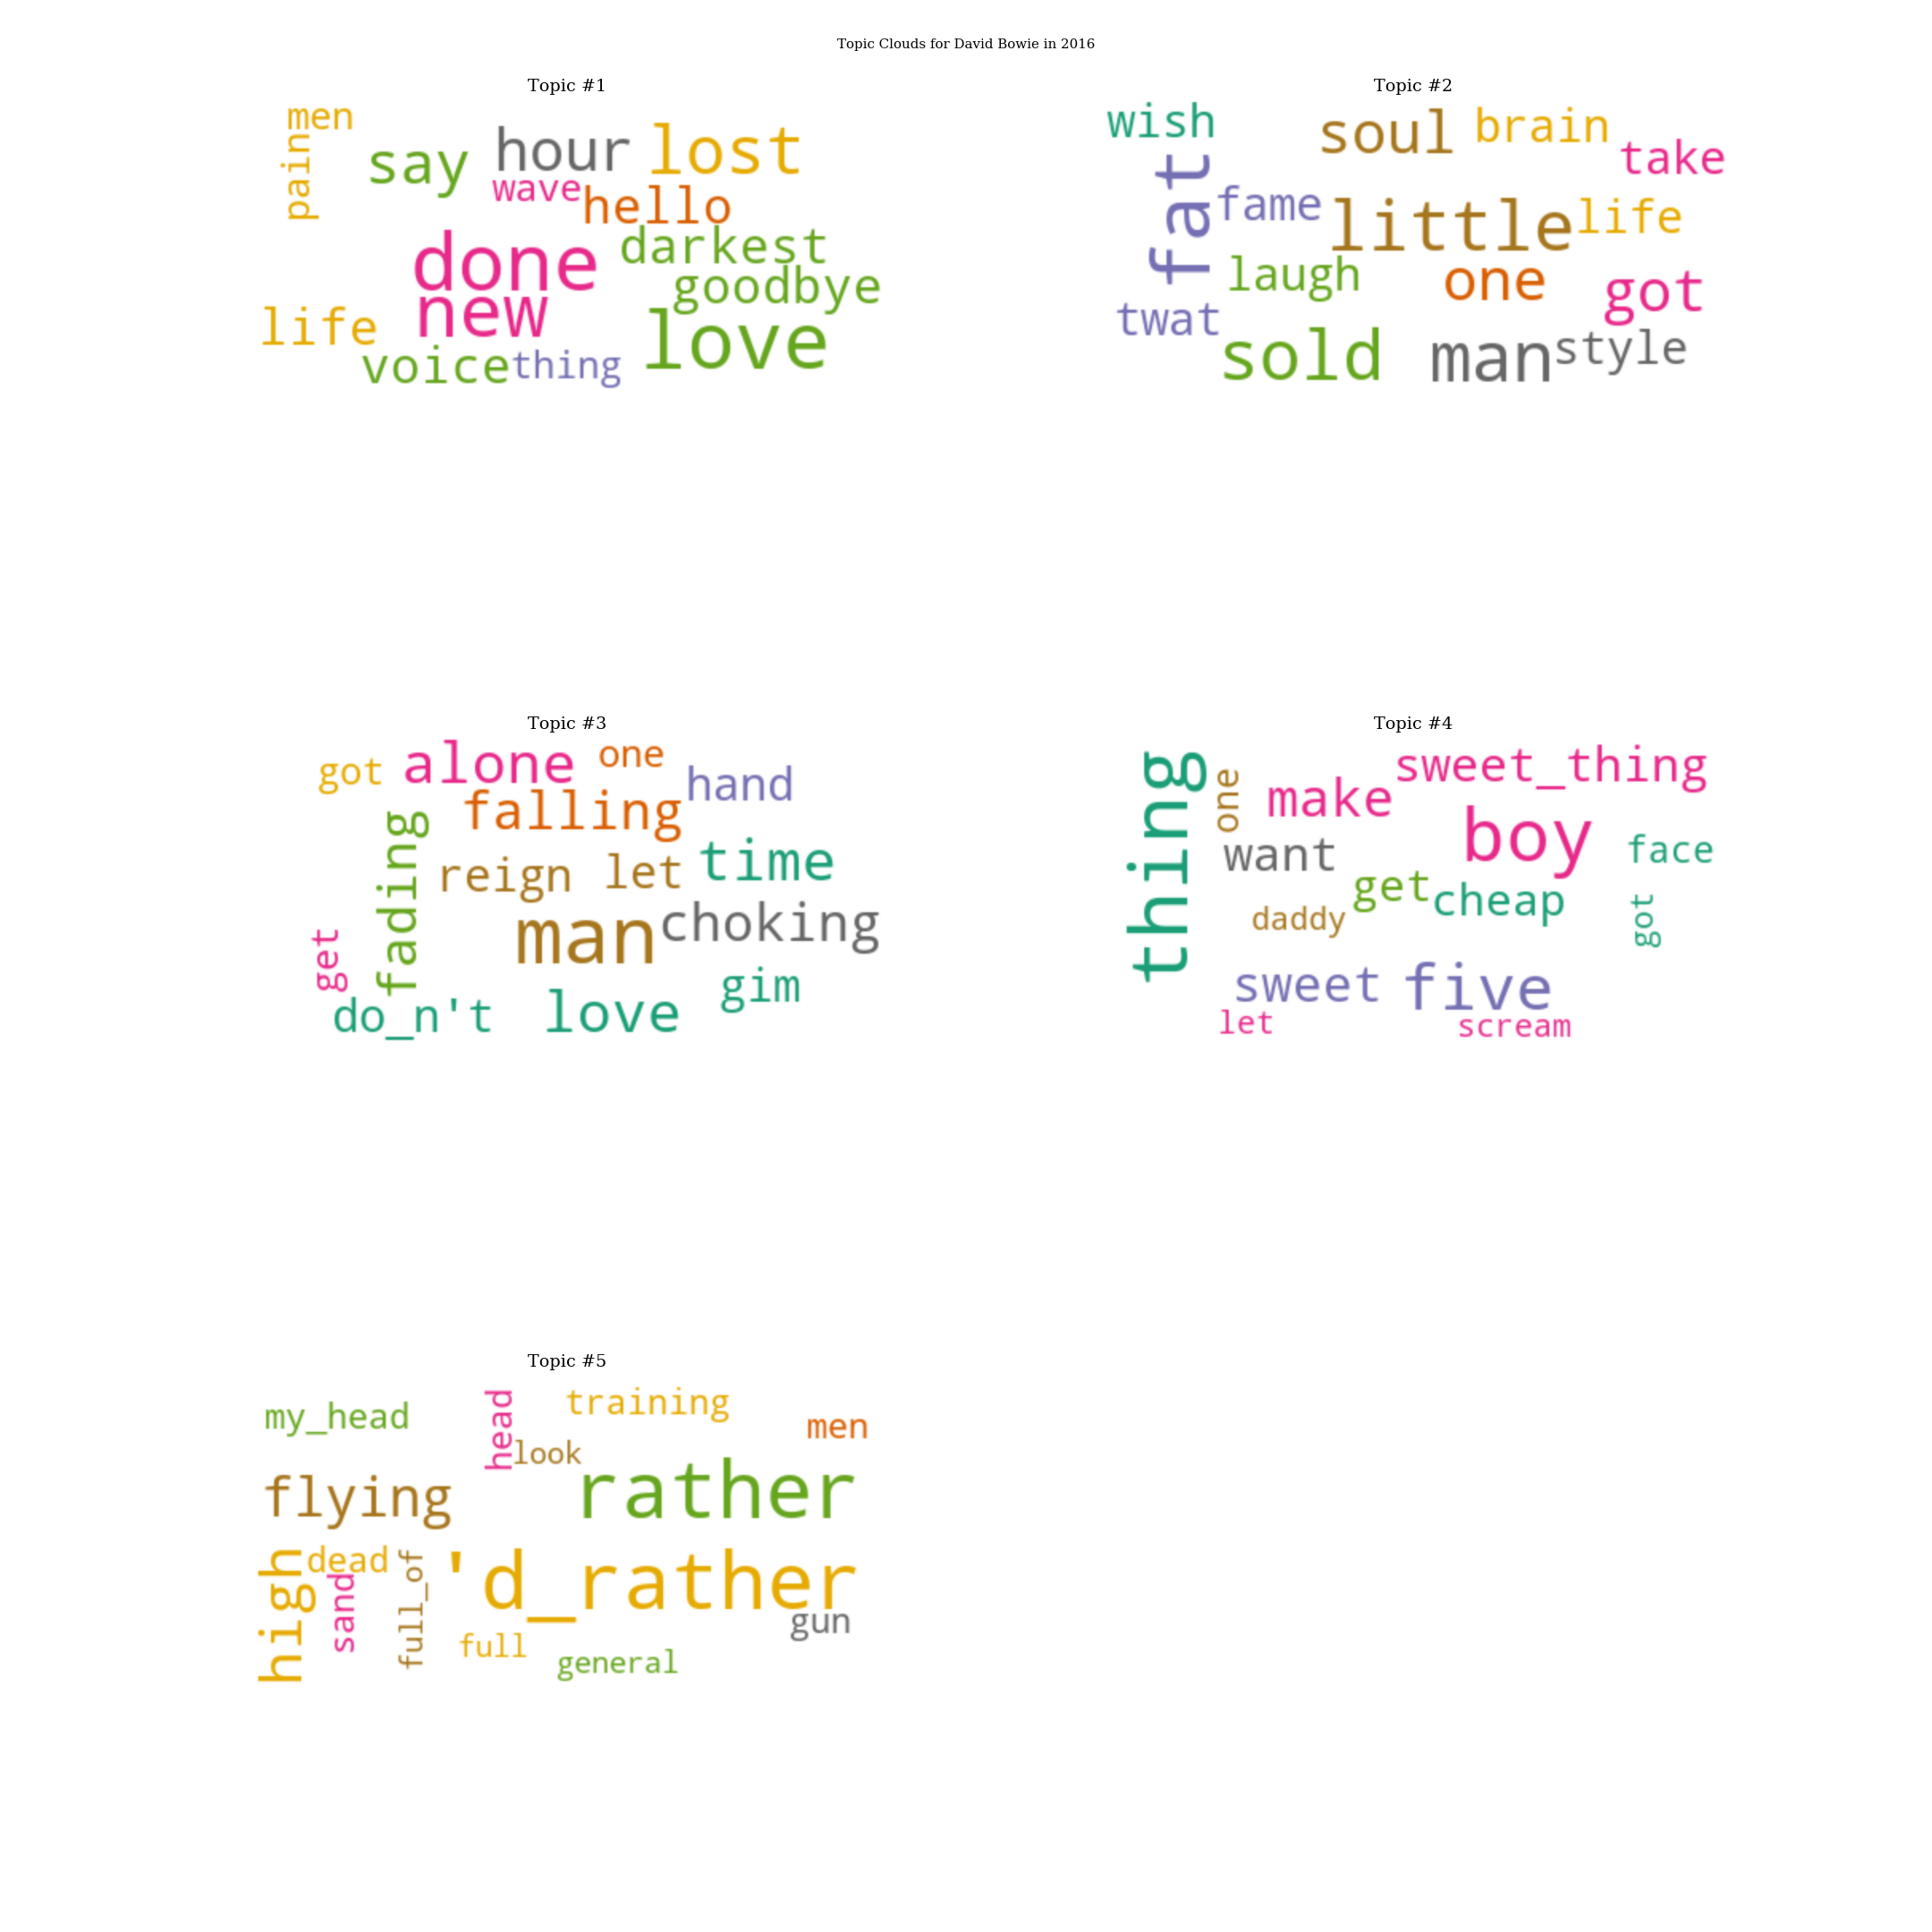 Topic Clouds for David Bowie in 2016
Topic #1
men
pain
say
hour
lost
wave
hello
done
darkest
new
goodbye
life
love
voice
thing
Topic #2
wish
soul
brain
take
fat
fame
little
life
laugh
one
got
twat
sold
man
style
Topic #3
got
alone
one
hand
falling
fading
reign
let
time
man
choking
get
do_n't
love
gim
Topic #4
thing
one
make
sweet_thing
boy
want
face
get
cheap
daddy
got
sweet
five
let
scream
Topic #5
my_head
head
training
men
look
rather
flying
high
dead
sand
full_of
'd_rather
gun
full
general